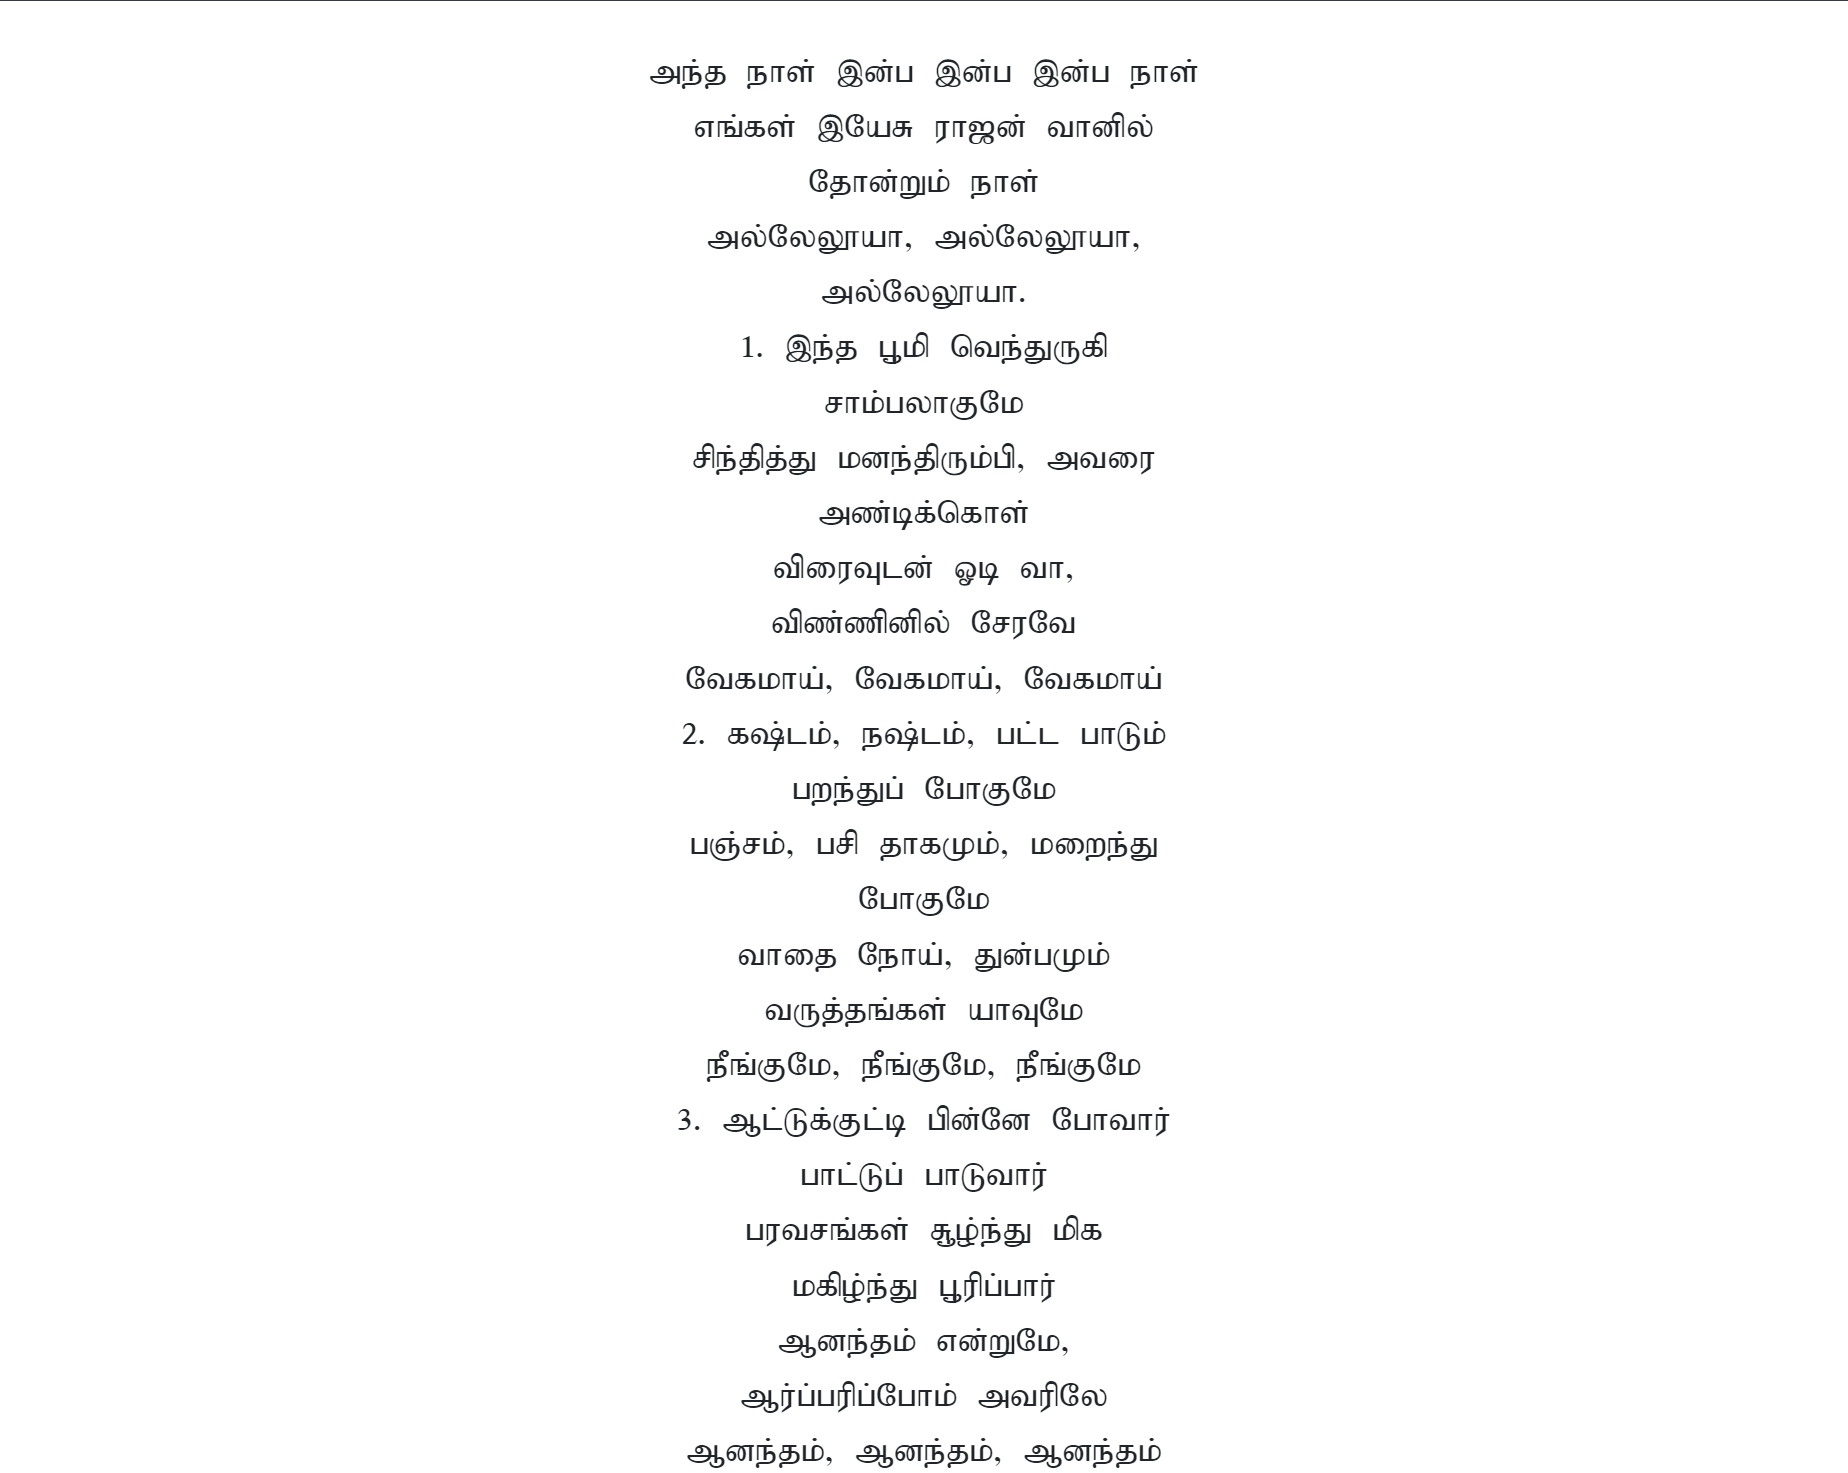 அந்த நாள் இன்ப இன்ப இன்ப நாள்
எங்கள் இயேசு ராஜன் வானில்
தோன்றும் நாள்
அல்லேலூயா, அல்லேலூயா,
அல்லேலூயா.
1. இந்த பூமி வெந்துருகி
சாம்பலாகுமே
சிந்தித்து மனந்திரும்பி, அவரை
அண்டிக்கொள்
விரைவுடன் ஓடி வா,
விண்ணினில் சேரவே
வேகமாய், வேகமாய், வேகமாய்
2. கஷ்டம், நஷ்டம், பட்ட பாடும்
பறந்துப் போகுமே
பஞ்சம், பசி தாகமும், மறைந்து
போகுமே
வாதை நோய், துன்பமும்
வருத்தங்கள் யாவுமே
நீங்குமே, நீங்குமே, நீங்குமே
3. ஆட்டுக்குட்டி பின்னே போவார்
பாட்டுப் பாடுவார்
பரவசங்கள் சூழ்ந்து மிக
மகிழ்ந்து பூரிப்பார்
ஆனந்தம் என்றுமே,
ஆர்ப்பரிப்போம் அவரிலே
ஆனந்தம், ஆனந்தம், ஆனந்தம்